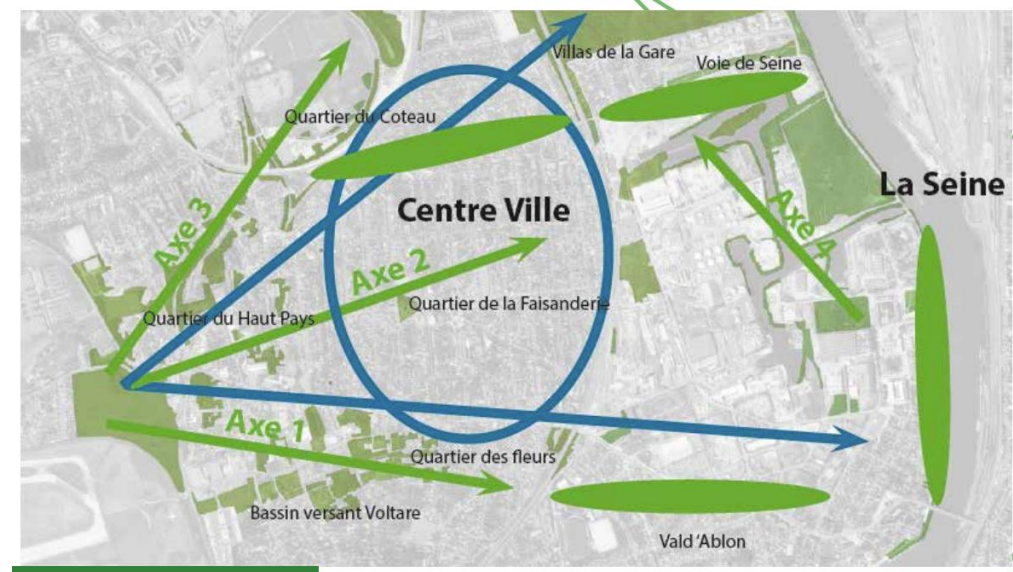 Villas de la Gare
Voie de Seine
Quartier du Coteau
La Seine
Centre Ville
Axe 3
Axe 4
Axe 2
Quartier de la Faisanderie
Quartier du Haut Pays
Axe 1
Quartier des fleurs
Bassin versant Voltare
Vald 'Ablon